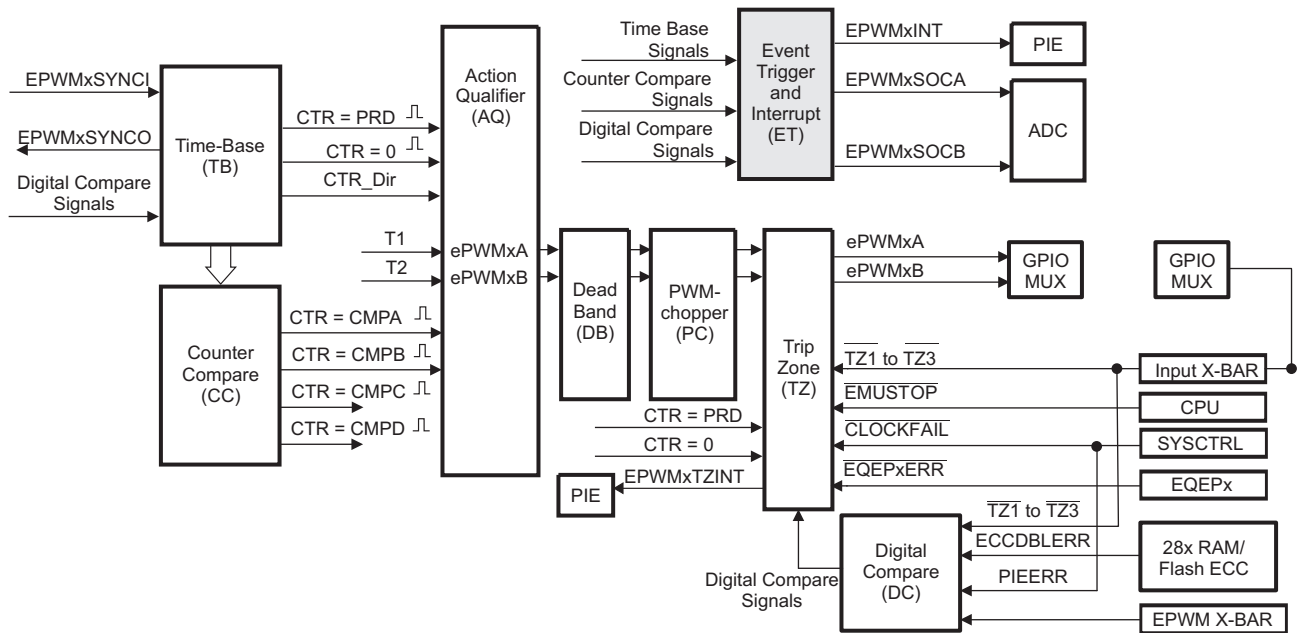 EPWMxSYNCI
EPWMxSYNCO
Digital Compare
Signals
Time-Base
(TB)
CTR = PRD
CTR = 0
CTR_Dir
T1
T2
Counter
Compare
(CC)
CTR = CMPA
CTR = CMPB
CTR = CMPC
CTR = CMPD
Action
Qualifier
(AQ)
ePWMxA
ePWMxB
Time Base
Signals
Counter Compare
Signals
Digital Compare
Signals
Event
Trigger
and
Interrupt
(ET)
EPWMxINT
EPWMxSOCA
EPWMxSOCB
PIE
ADC
Dead
Band
(DB)
PWM-
chopper
(PC)
Trip
Zone
(TZ)
ePWMxA
ePWMxB
GPIO
MUX
GPIO
MUX
TZ1 to TZ3
Input X-BAR
EMUSTOP
CPU
CLOCKFAIL
SYSCTRL
EQEPxERR
EQEPx
CTR = PRD
CTR = 0
EPWMxTZINT
PIE
TZ1 to TZ3
ECCDBLERR
28x RAM/
Flash ECC
PIEERR
Digital
Compare
(DC)
Digital Compare
Signals
EPWM X-BAR